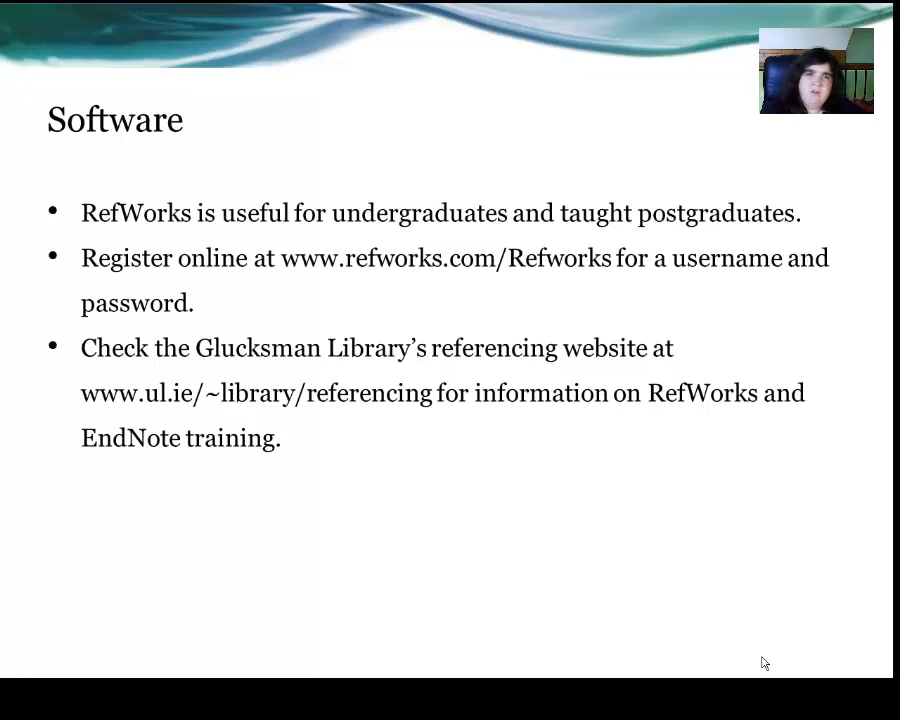 Software
• RefWorks is useful for undergraduates and taught postgraduates.
• Register online at www.refworks.com/Refworks for a username and
password.
• Check the Glucksman Library’s referencing website at
www.ul.ie/~library/referencing for information on RefWorks and
EndNote training.